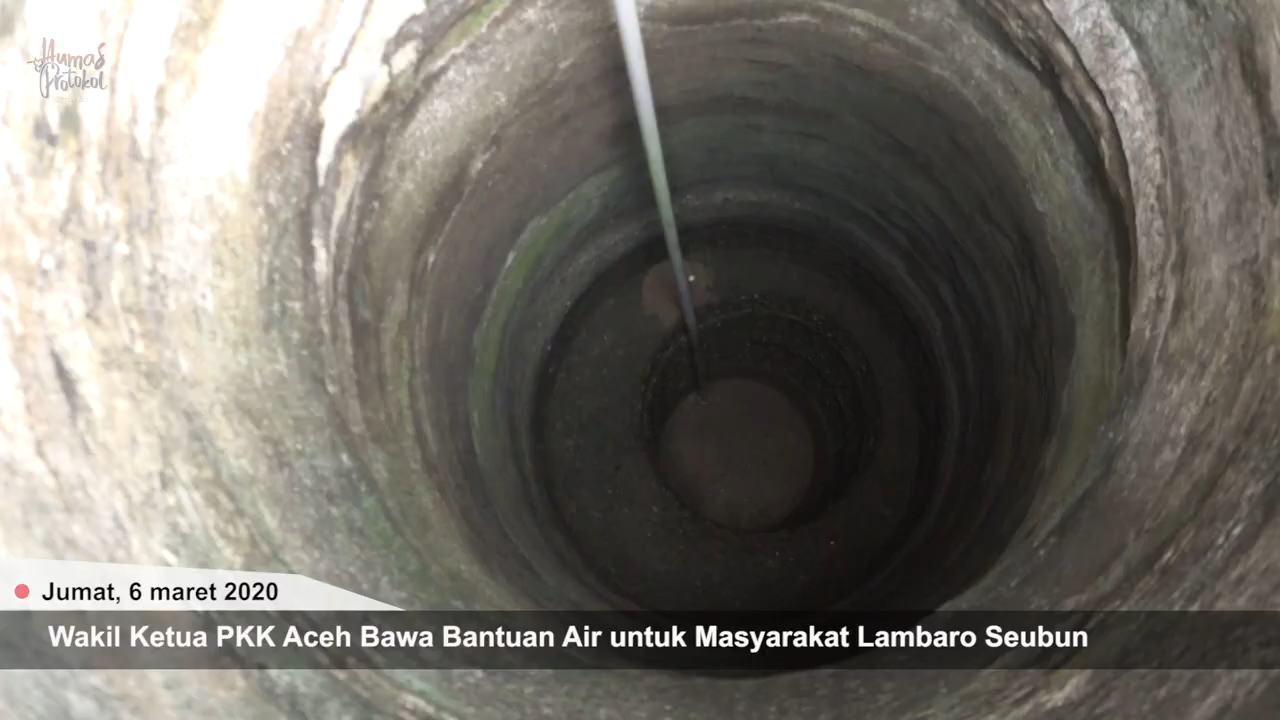 Humas
Protokol
Jumat, 6 maret 2020
Wakil Ketua PKK Aceh Bawa Bantuan Air untuk Masyarakat Lambaro Seubun